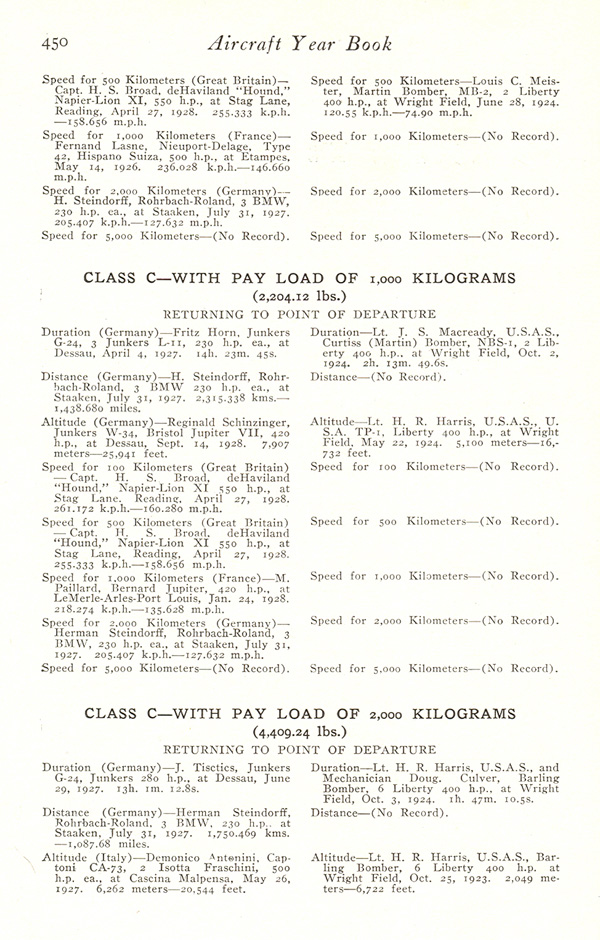 450
Aircraft Year Book
Speed for 500 Kilometers (Great Britain)—
Capt. H. S. Broad, deHaviland “Hound,”
Napier-Lion XI, 550 h.p., at Stag Lane,
Reading, April 27, 1928. 255.333 k.p.h.
—158.656 m.p.h.
Speed for 1,000 Kilometers (France)—
Fernand Lasne, Nieuport-Delage, Type
42, Hispano Suiza, 500 h.p., at Etampes,
May 14, 1926. 236.028 k.p.h.—146.660
m.p.h.
Speed for 2,000 Kilometers (Germany)—
H. Steindorff, Rohrbach-Roland, 3 BMW,
230 h.p. ea., at Staaken, July 31, 1927.
205.407 k.p.h.—127.632 m.p.h.
Speed for 5,000 Kilometers—(No Record).
Speed for 500 Kilometers—Louis C. Meis-
ter, Martin Bomber, MB-2, 2 Liberty
400 h.p., at Wright Field, June 28, 1924.
120.55 k.p.h.—74.90 m.p.h.
Speed for 1,000 Kilometers—(No Record).
Speed for 2,000 Kilometers—(No Record).
Speed for 5,000 Kilometers—(No Record).
CLASS C—WITH PAY LOAD OF 1,000 KILOGRAMS
(2,204.12 lbs.)
RETURNING TO POINT OF DEPARTURE
Duration (Germany)—Fritz Horn, Junkers
G-24, 3 Junkers L-11, 230 h.p. ea., at
Dessau, April 4, 1927. 14h. 23m. 45s.
Distance (Germany)—H. Steindorff, Rohr-
bach-Roland, 3 BMW 230 h.p. ea., at
Staaken, July 31, 1927. 2,315.338 kms.—
1,438.680 miles.
Altitude (Germany)—Reginald Schinzinger,
Junkers W-34, Bristol Jupiter VII, 420
h.p., at Dessau, Sept. 14, 1928. 7,907
meters—25,941 feet.
Speed for 100 Kilometers (Great Britain)
—Capt. H. S. Broad, deHaviland
“Hound,” Napier-Lion XI 550 h.p., at
Stag Lane, Reading, April 27, 1928.
261.172 k.p.h.—160.280 m.p.h.
Speed for 500 Kilometers (Great Britain)
—Capt. H. S. Broad, deHaviland
“Hound,” Napier-Lion XI 550 h.p., at
Stag Lane, Reading, April 27, 1928.
255.333 k.p.h.—158.656 m.p.h.
Speed for 1,000 Kilometers (France)—M.
Paillard, Bernard Jupiter, 420 h.p., at
LeMerle-Arles-Port Louis, Jan. 24, 1928.
218.274 k.p.h.—135.628 m.p.h.
Speed for 2,000 Kilometers (Germany)—
Herman Steindorff, Rohrbach-Roland, 3
BMW, 230 h.p. ea., at Staaken, July 31,
1927. 205.407 k.p.h.—127.632 m.p.h.
Speed for 5,000 Kilometers—(No Record).
Duration—Lt. J. S. Macready, U.S.A.S.,
Curtiss (Martin) Bomber, NBS-1, 2 Lib-
erty 400 h.p., at Wright Field, Oct. 2,
1924. 2h. 13m. 49.6s.
Distance—(No Record).
Altitude—Lt. H. R. Harris, U.S.A.S., U.
S.A. TP-1, Liberty 400 h.p., at Wright
Field, May 22, 1924. 5,100 meters—16,-
732 feet.
Speed for 100 Kilometers—(No Record).
Speed for 500 Kilometers—(No Record).
Speed for 1,000 Kilometers—(No Record).
Speed for 2,000 Kilometers—(No Record).
Speed for 5,000 Kilometers—(No Record).
CLASS C—WITH PAY LOAD OF 2,000 KILOGRAMS
(4,409.24 lbs.)
RETURNING TO POINT OF DEPARTURE
Duration (Germany)—J. Tisctics, Junkers
G-24, Junkers 280 h.p., at Dessau, June
29, 1927. 13h. 1m. 12.8s.
Distance (Germany)—Herman Steindorff,
Rohrbach-Roland, 3 BMW, 230 h.p., at
Staaken, July 31, 1927. 1,750.469 kms.
—1,087.68 miles.
Altitude (Italy)—Demonico Antonini, Cap-
toni CA-73, 2 Isotta Fraschini, 500
h.p. ea., at Cascina Malpensa, May 26,
1927. 6,262 meters—20,544 feet.
Duration—Lt. H. R. Harris, U.S.A.S., and
Mechanician Doug. Culver, Barling
Bomber, 6 Liberty 400 h.p., at Wright
Field, Oct. 3, 1924. 1h. 47m. 10.5s.
Distance—(No Record).
Altitude—Lt. H. R. Harris, U.S.A.S., Bar-
ling Bomber, 6 Liberty 400 h.p. at
Wright Field, Oct. 25, 1923. 2,049 me-
ters—6,722 feet.